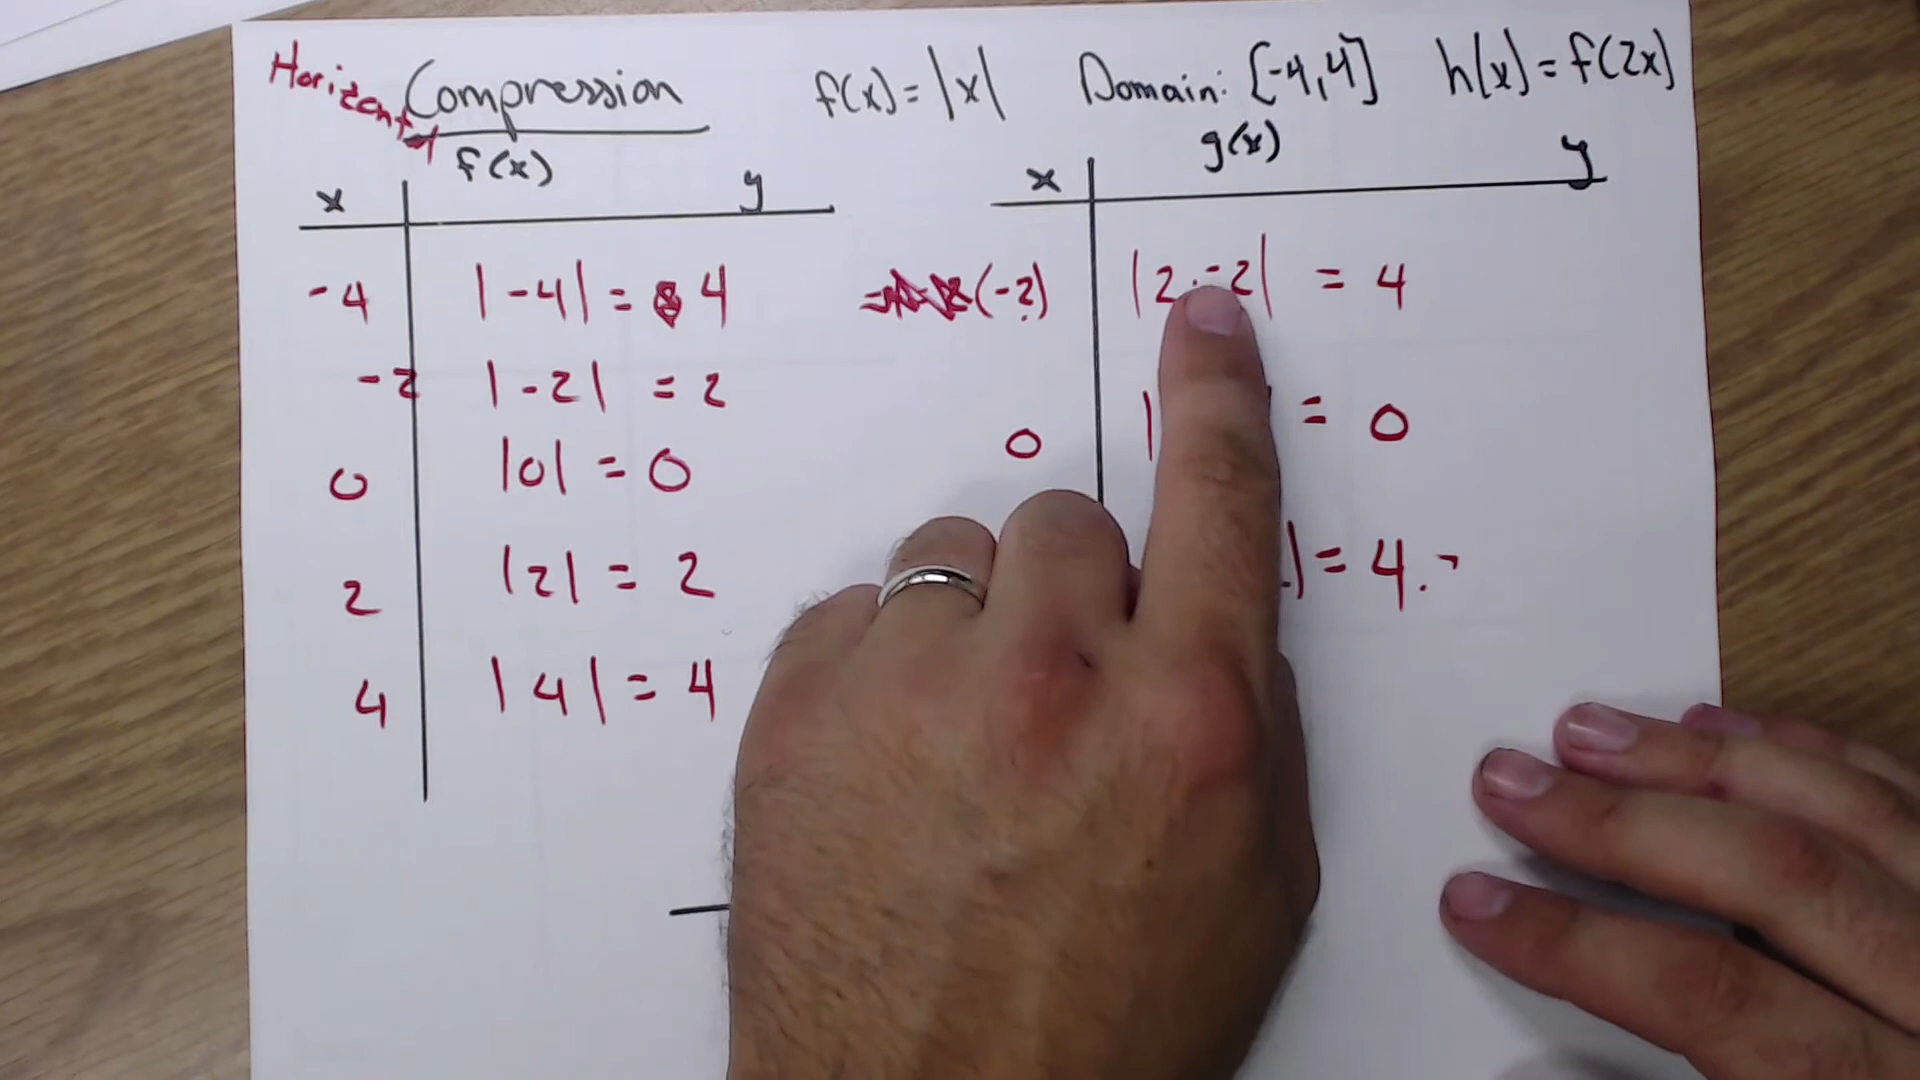 Horizontal Compression f(x) = |x| Domain: [-4,4] h(x) = f(2x)
x f(x) y
-4 |-4| = 4
-2 |-2| = 2
0 |0| = 0
2 |2| = 2
4 |4| = 4
x g(x) y
(-2) |2·-2| = 4
0 | = 0
| = 4.